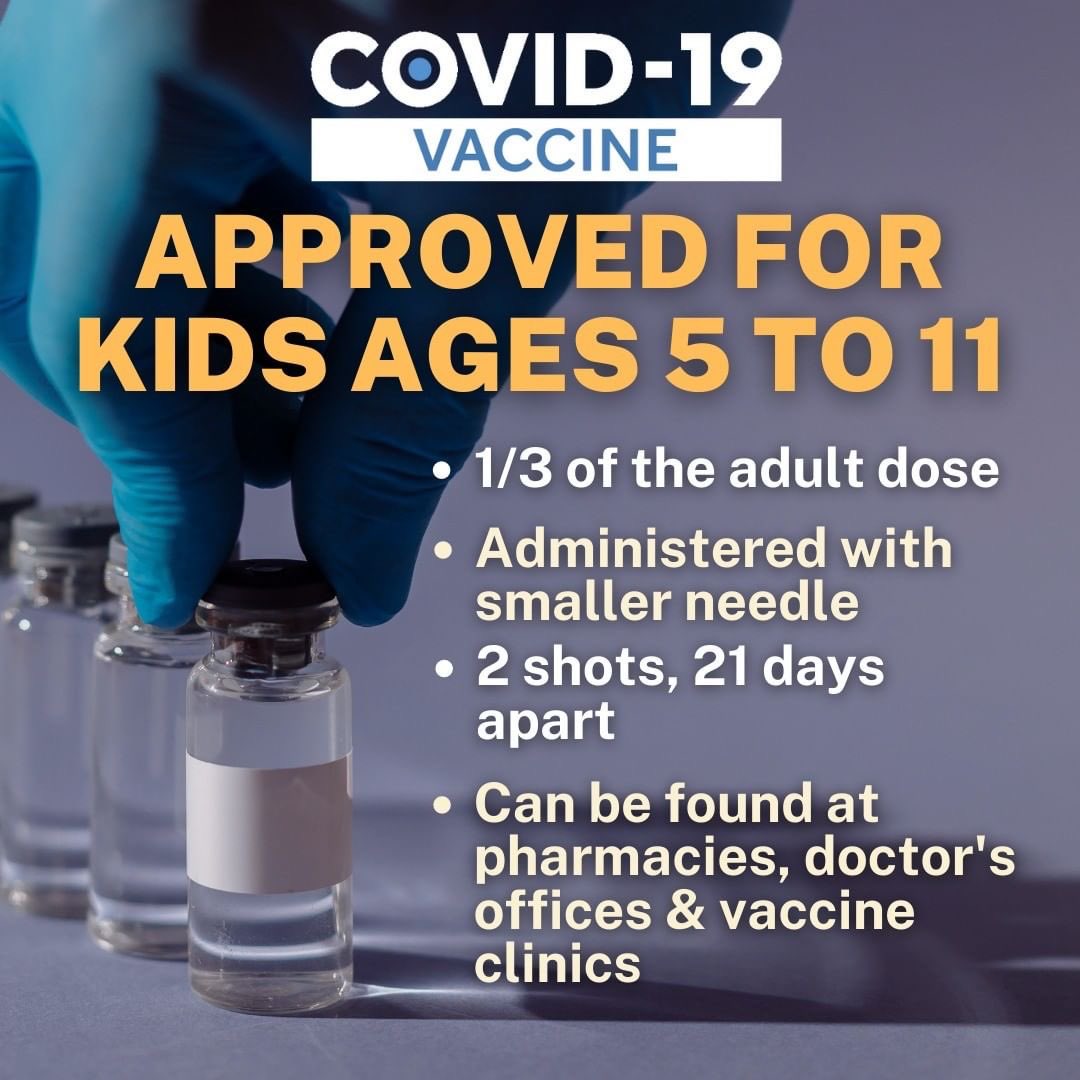 COVID-19
VACCINE
APPROVED FOR
KIDS AGES 5 TO 11
• 1/3 of the adult dose
• Administered with
smaller needle
• 2 shots, 21 days
apart
• Can be found at
pharmacies, doctor's
offices & vaccine
clinics